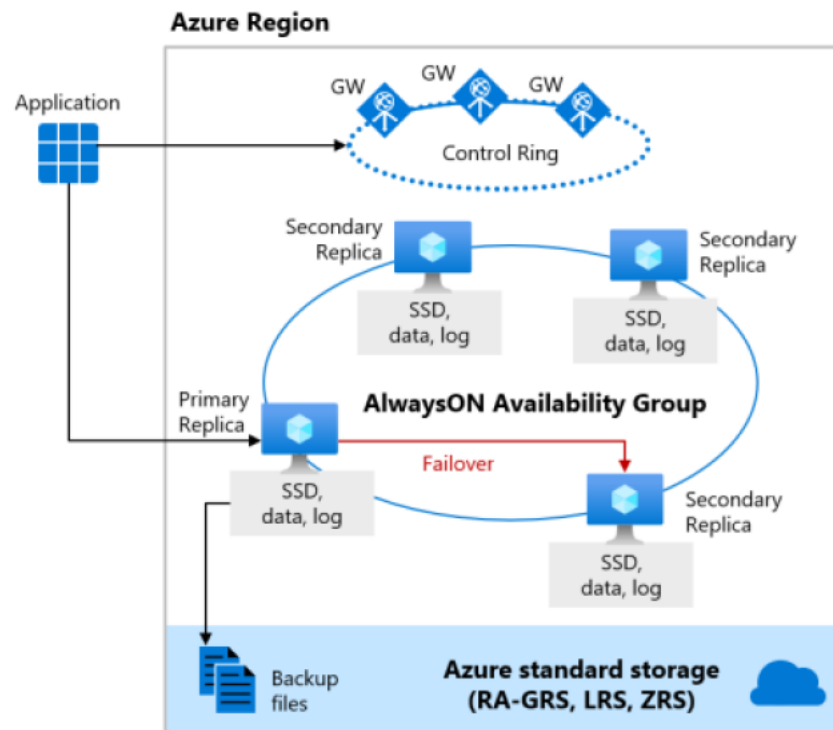 Azure Region
Application
GW
GW
GW
Control Ring
Secondary
Replica
SSD,
data, log
Secondary
Replica
SSD,
data, log
AlwaysON Availability Group
Primary
Replica
SSD,
data, log
Failover
Secondary
Replica
SSD,
data, log
Backup
files
Azure standard storage
(RA-GRS, LRS, ZRS)